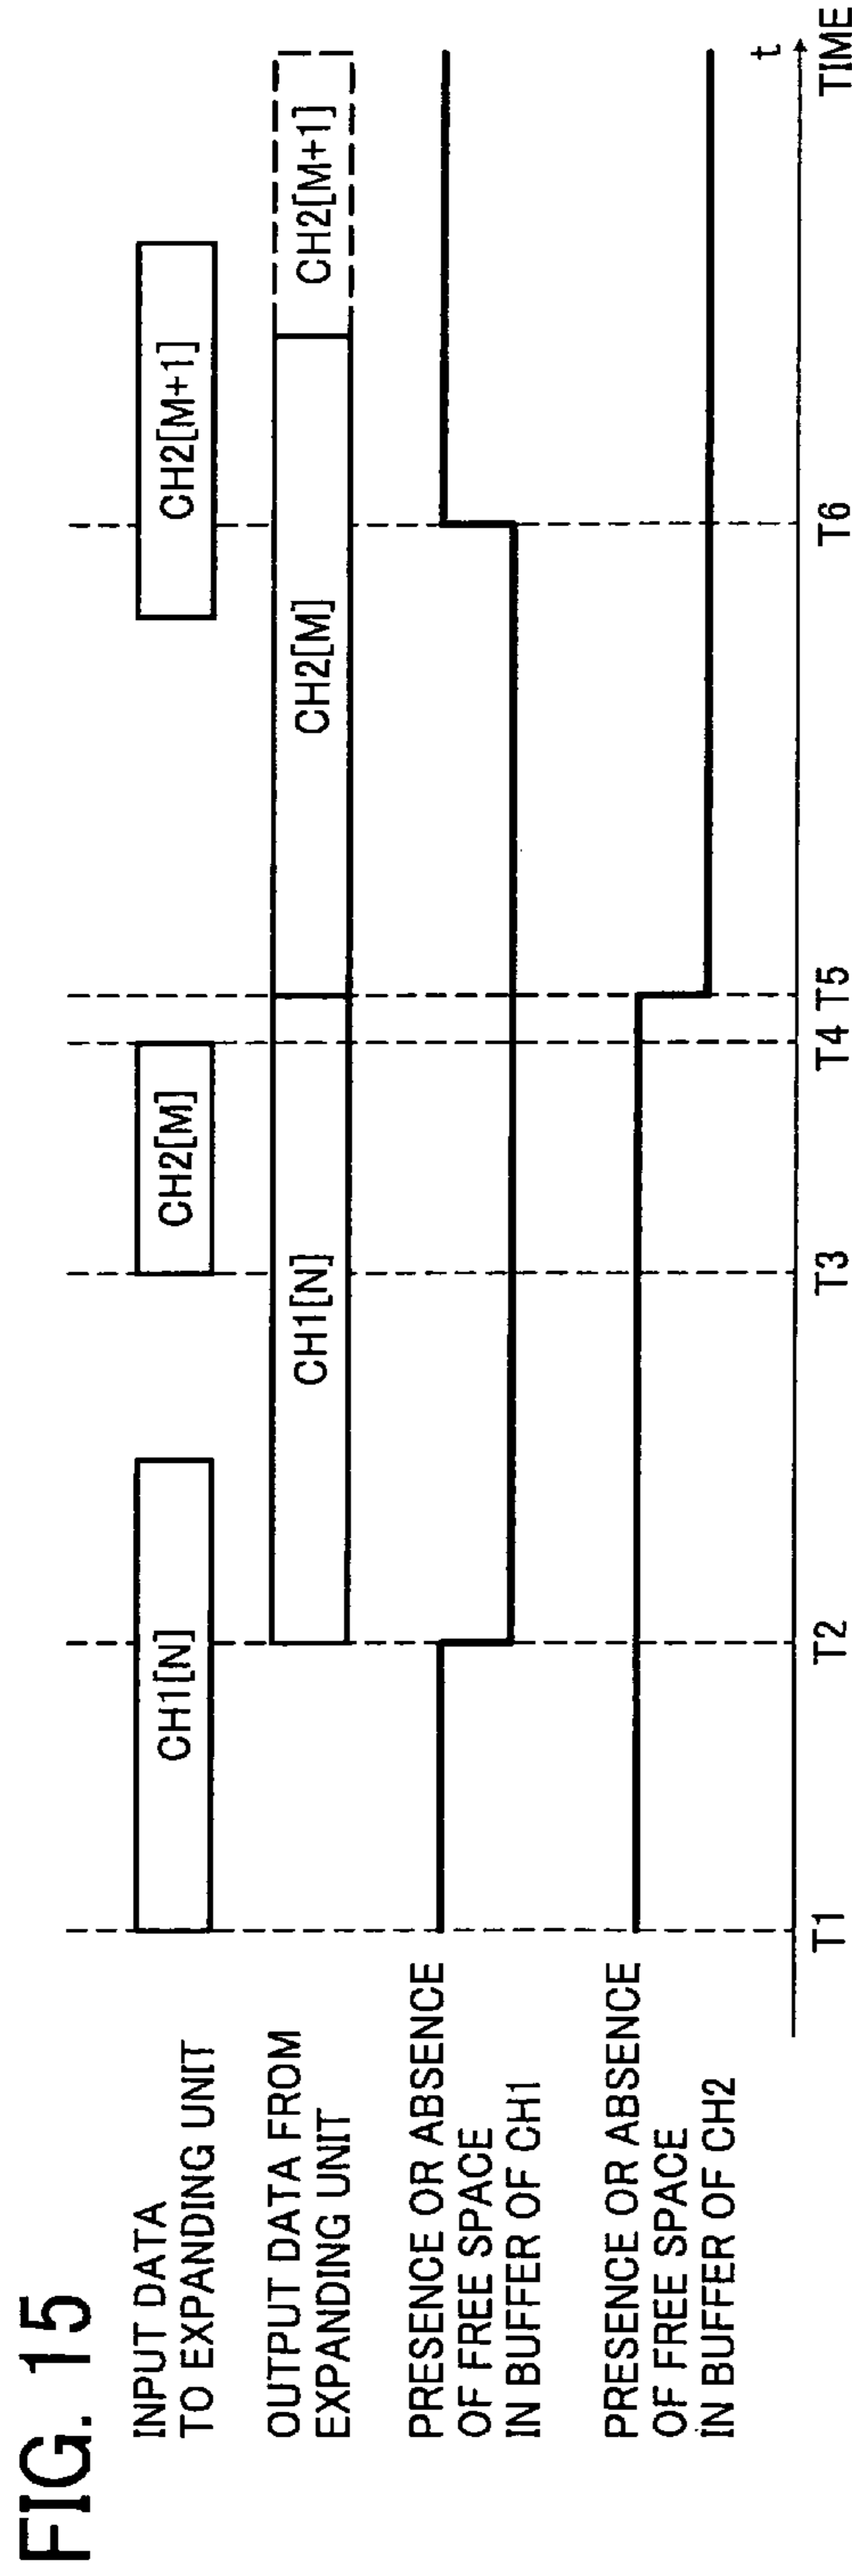 FIG. 15
INPUT DATA
TO EXPANDING UNIT
CH1[N]
CH2[M]
CH2[M+1]
OUTPUT DATA FROM
EXPANDING UNIT
CH1[N]
CH2[M]
CH2[M+1]
PRESENCE OR ABSENCE
OF FREE SPACE
IN BUFFER OF CH1
PRESENCE OR ABSENCE
OF FREE SPACE
IN BUFFER OF CH2
t
T1 T2 T3 T4 T5 T6 TIME